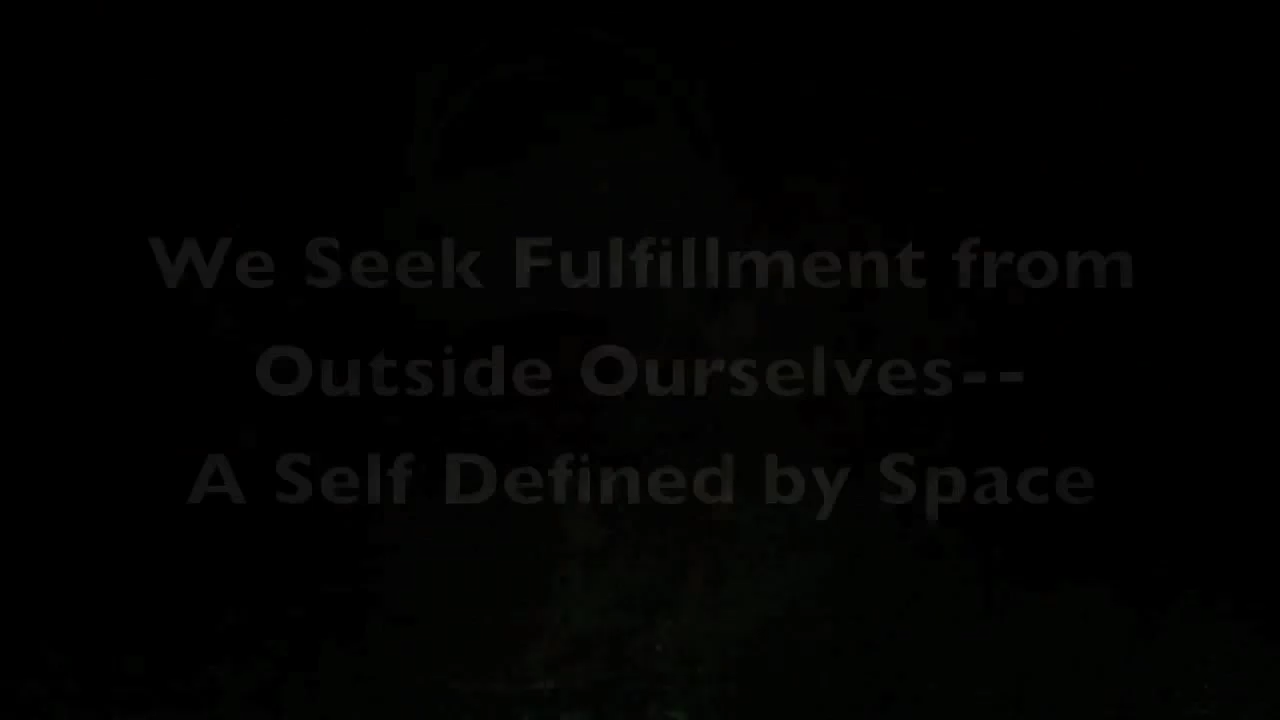 We Seek Fulfillment from
Outside Ourselves--
A Self Defined by Space